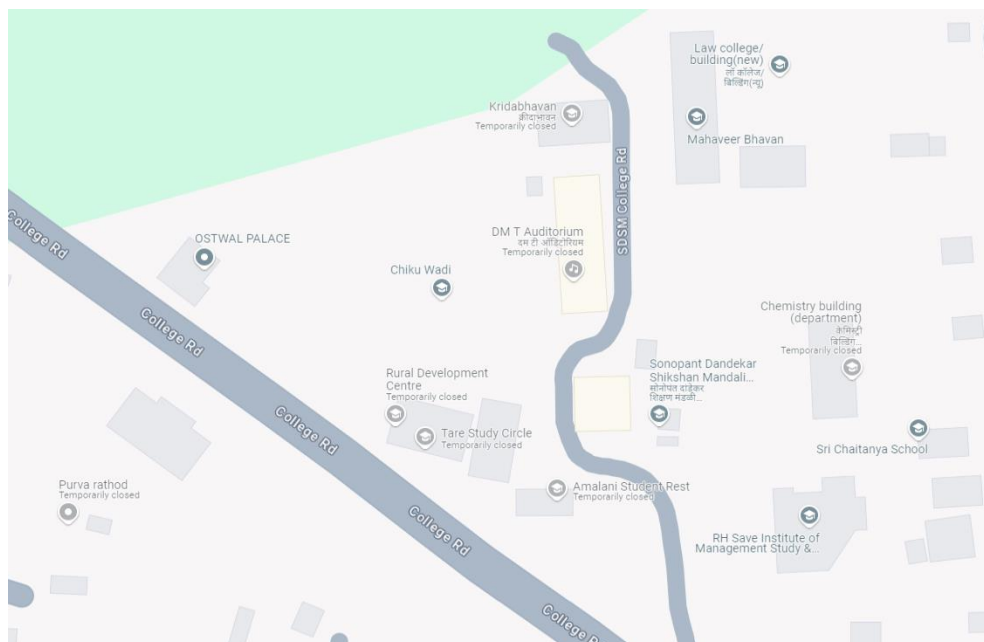 Law college/
building(new)
लॉ कॉलेज/
बिल्डिंग(न्यू)
Kridabhavan
क्रीडाभावन
Temporarily closed
Mahaveer Bhavan
SDSM College Rd
College Rd
OSTWAL PALACE
DM T Auditorium
दम टी ऑडिटोरियम
Temporarily closed
Chiku Wadi
College Rd
Chemistry building
(department)
केमिस्ट्री
बिल्डिंग...
Temporarily closed
Sonopant Dandekar
Shikshan Mandali...
सोनोपंत दांडेकर
शिक्षण मंडळी...
Rural Development
Centre
Temporarily closed
College Rd
Tare Study Circle
Temporarily closed
Sri Chaitanya School
Purva rathod
Temporarily closed
Amalani Student Rest
Temporarily closed
College Rd
RH Save Institute of
Management Study &...
College Rd